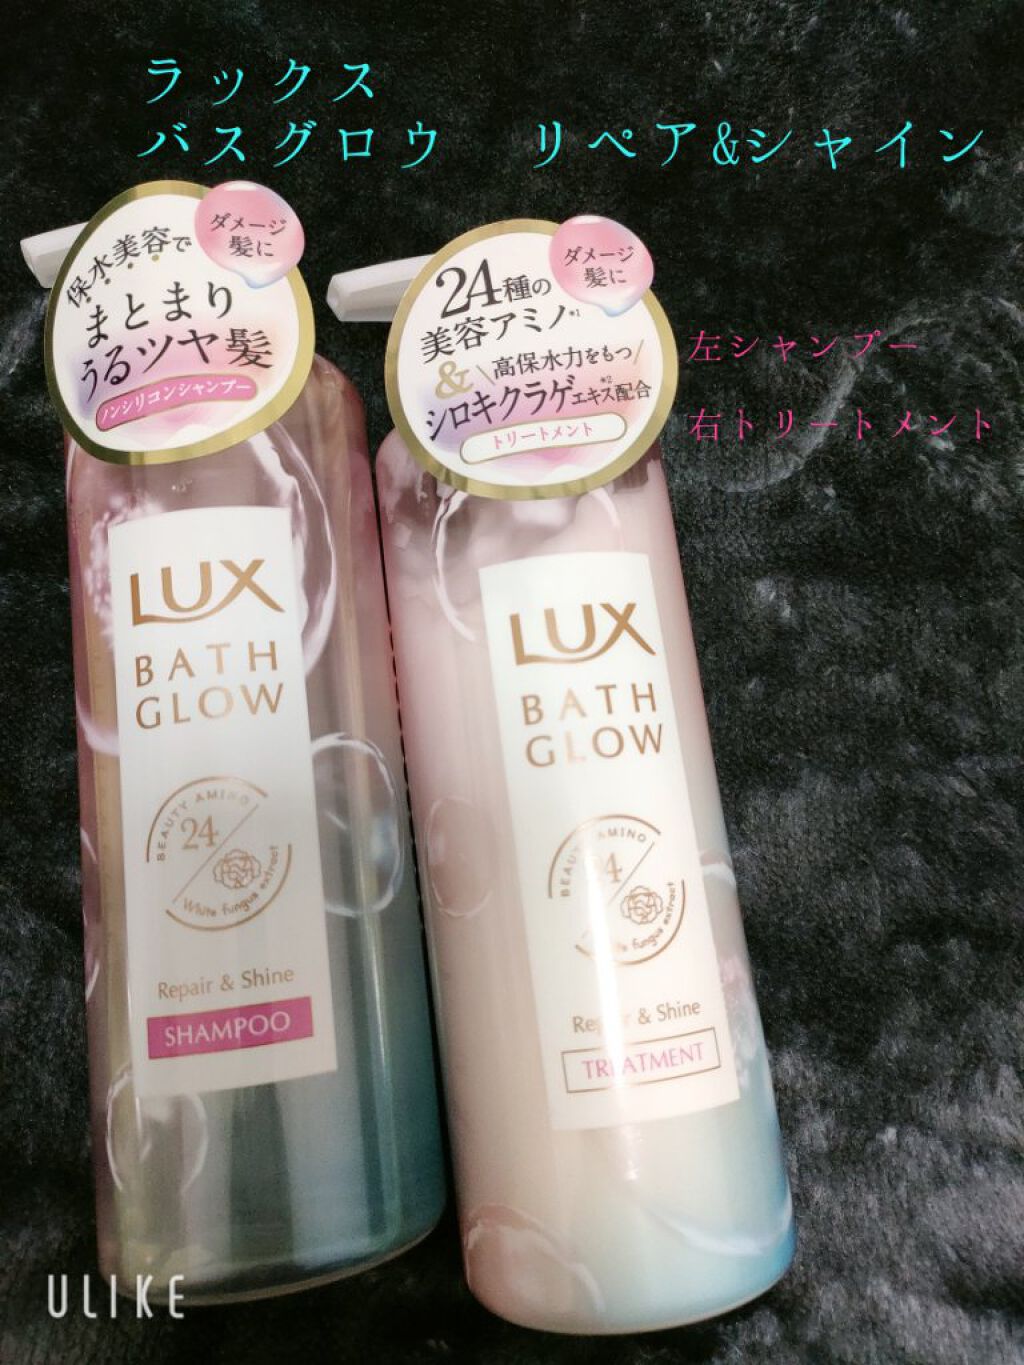 ラックス
バスグロウ　リペア&シャイン
ダメージ
髪に
保水美容で
まとまり
うるツヤ髪
ノンシリコンシャンプー
ダメージ
髪に
24種の
美容アミノ※1
&
高保水力をもつ
シロキクラゲエキス配合※2
トリートメント
左シャンプー
右トリートメント
LUX
BATH
GLOW
BEAUTY AMINO
24
White fungus extract
Repair & Shine
SHAMPOO
LUX
BATH
GLOW
BEAUTY AMINO
fungus extract
& Shine
TREATMENT
ULIKE